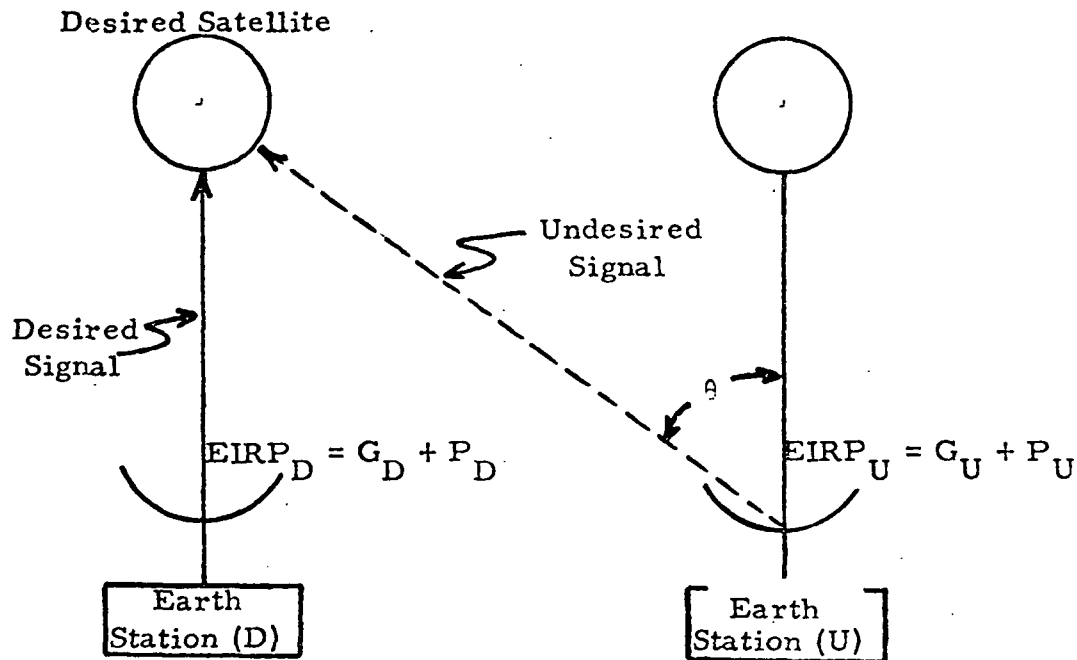 Desired Satellite
Undesired
Signal
Desired
Signal
θ
EIRP_D = G_D + P_D
EIRP_U = G_U + P_U
Earth
Station (D)
Earth
Station (U)